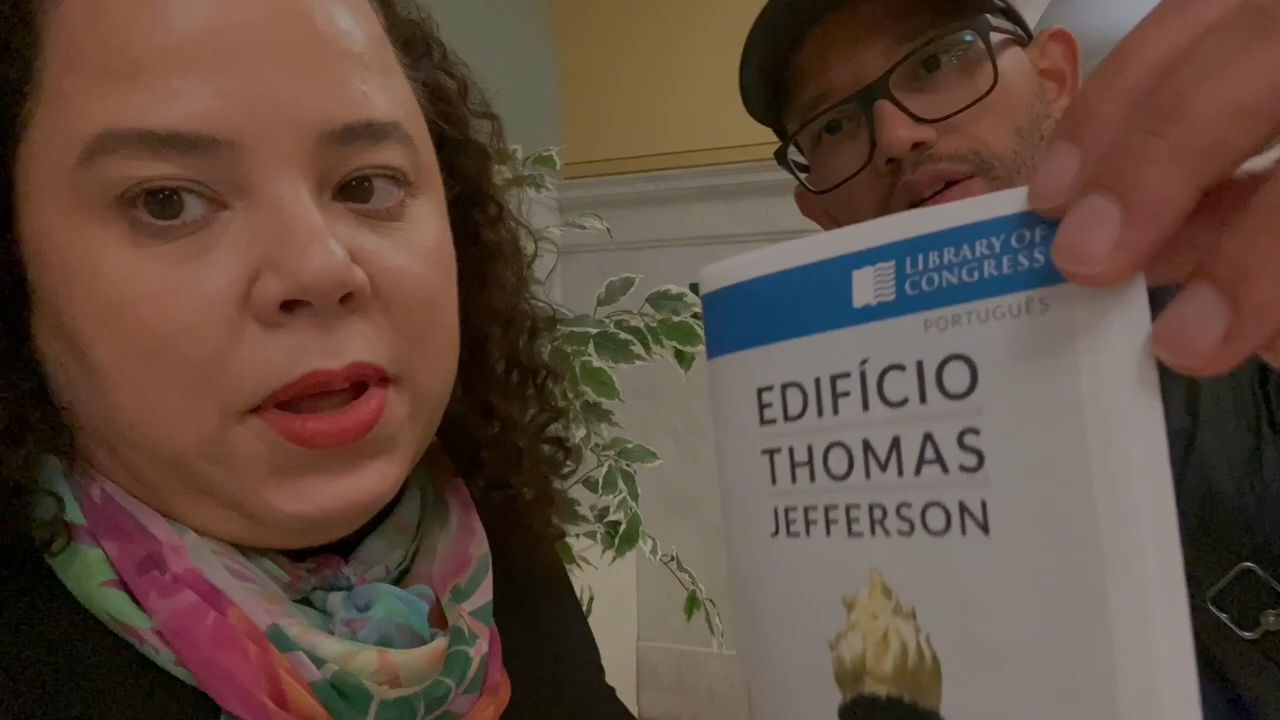 LIBRARY OF
CONGRESS
PORTUGUÊS
EDIFÍCIO
THOMAS
JEFFERSON